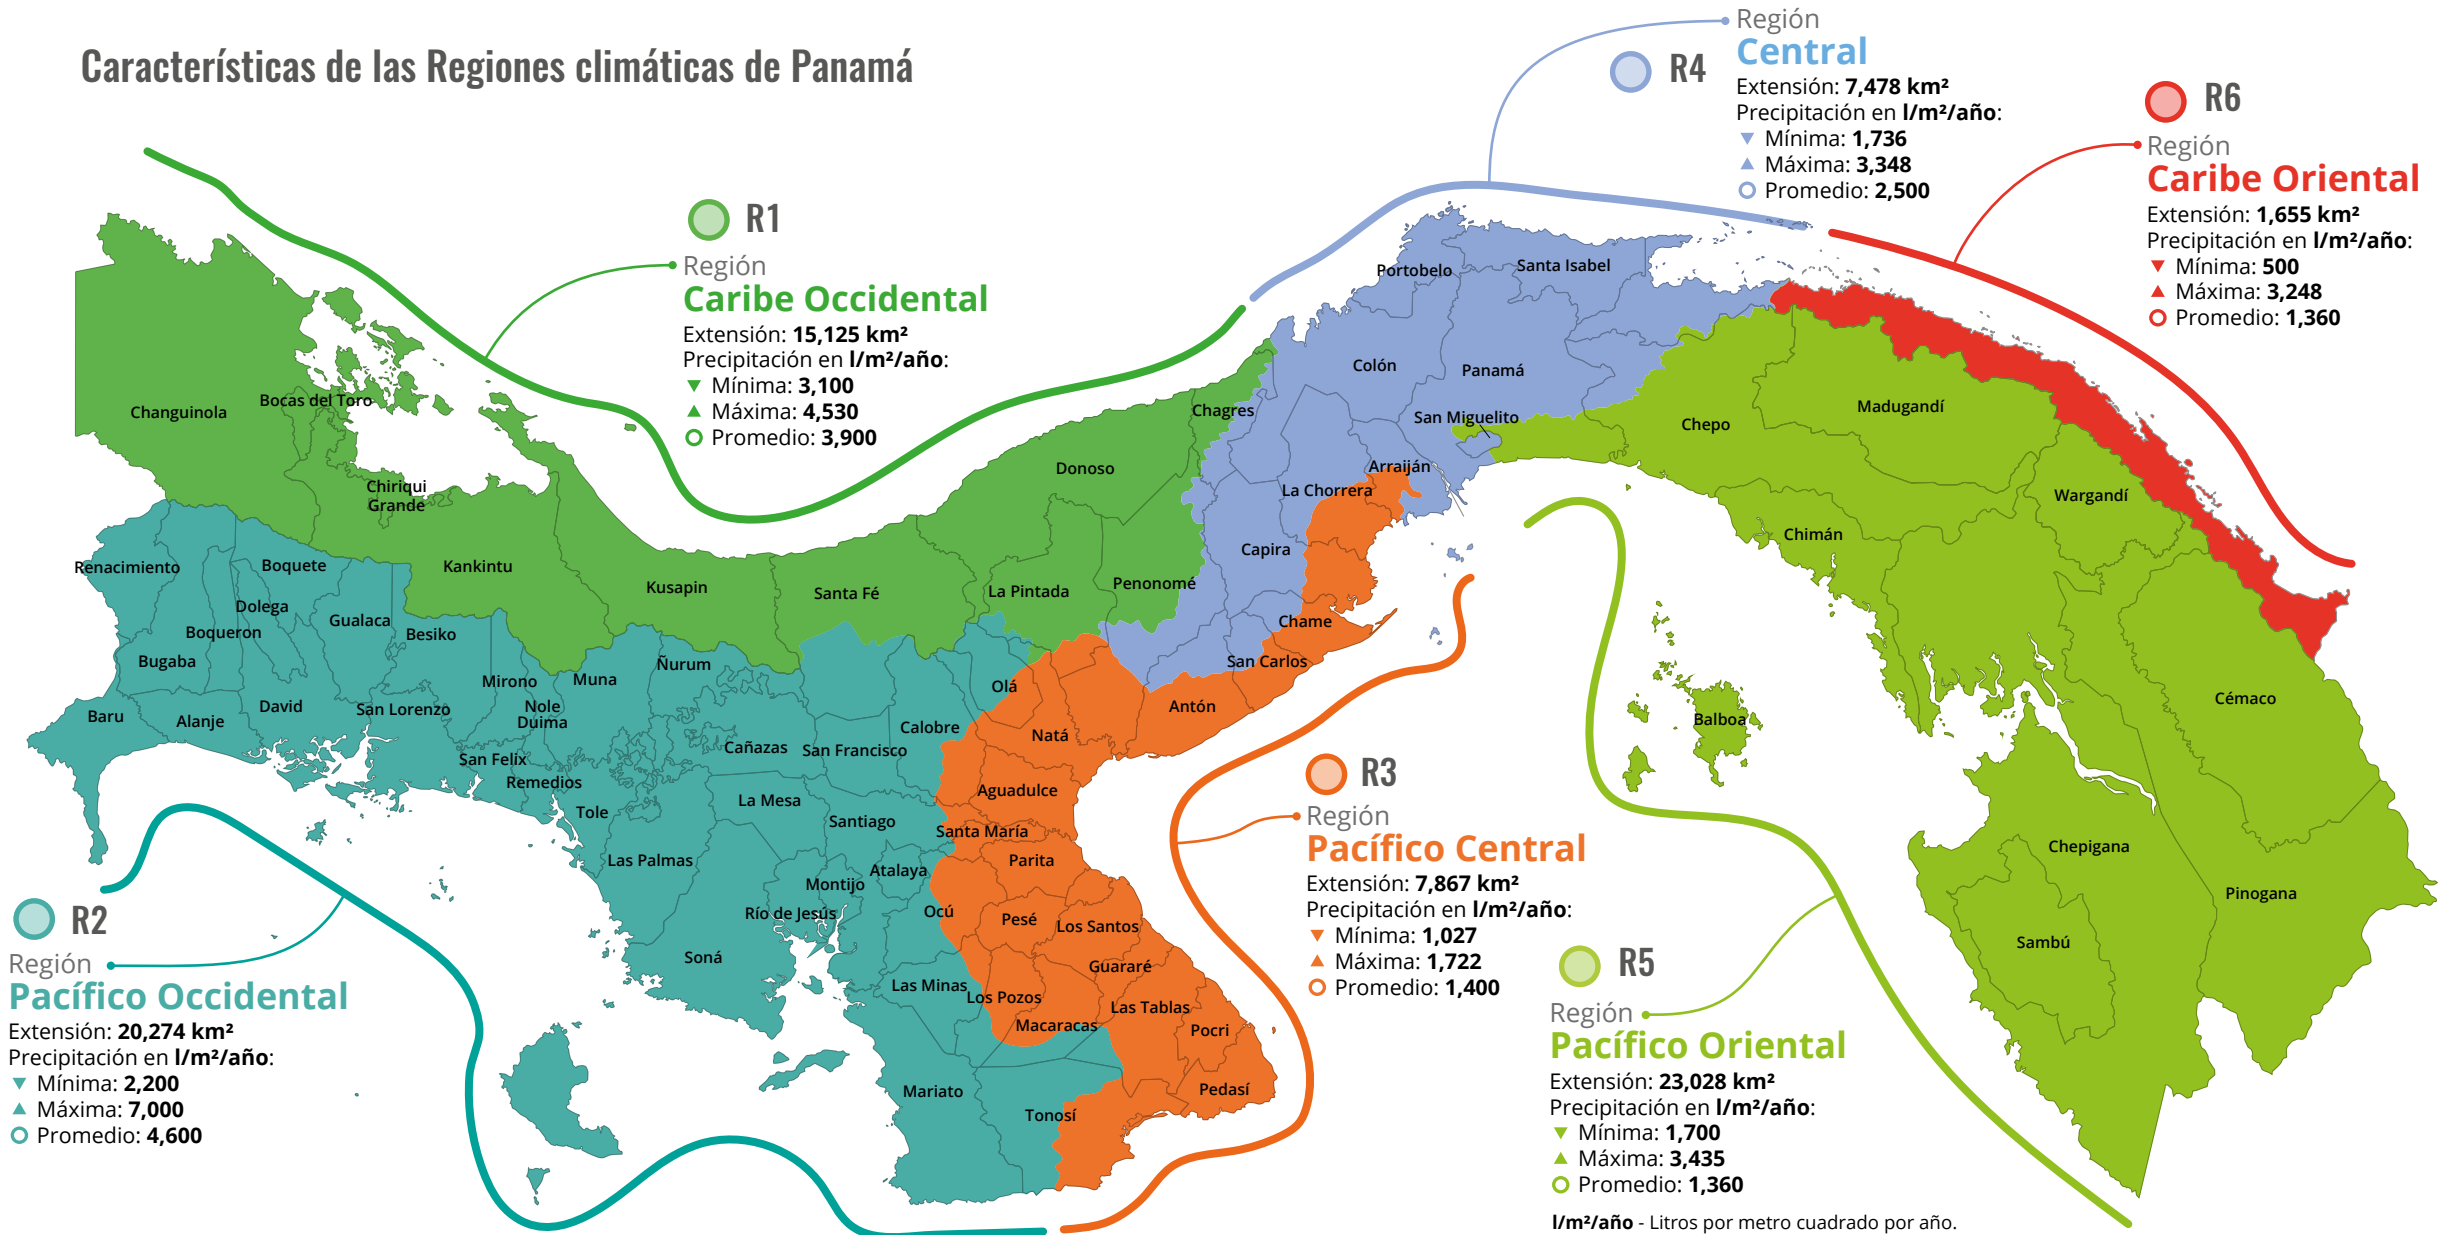 Características de las Regiones climáticas de Panamá
R1
Región
Caribe Occidental
Extensión: 15,125 km²
Precipitación en l/m²/año:
Mínima: 3,100
Máxima: 4,530
Promedio: 3,900
R4
Región
Central
Extensión: 7,478 km²
Precipitación en l/m²/año:
Mínima: 1,736
Máxima: 3,348
Promedio: 2,500
R6
Región
Caribe Oriental
Extensión: 1,655 km²
Precipitación en l/m²/año:
Mínima: 500
Máxima: 3,248
Promedio: 1,360
Changuinola
Bocas del Toro
Chiriqui
Grande
Kankintu
Kusapin
Santa Fé
Donoso
Chagres
La Pintada
Penonomé
Portobelo
Santa Isabel
Colón
Panamá
San Miguelito
Arraiján
La Chorrera
Capira
Chame
San Carlos
Chepo
Madugandí
Wargandí
Chimán
Balboa
Cémaco
Chepigana
Sambú
Pinogana
Renacimiento
Boquete
Dolega
Boqueron
Gualaca
Besiko
Bugaba
Mirono
Muna
Ñurum
Baru
Alanje
David
San Lorenzo
Nole
Duima
San Felix
Remedios
Tole
Cañazas
San Francisco
Calobre
Olá
Natá
Antón
La Mesa
Santiago
Aguadulce
Santa María
Las Palmas
Atalaya
Montijo
Parita
Río de Jesús
Ocú
Pesé
Los Santos
Soná
Guararé
Las Minas
Los Pozos
Las Tablas
Macaracas
Pocri
Mariato
Tonosí
Pedasí
R2
Región
Pacífico Occidental
Extensión: 20,274 km²
Precipitación en l/m²/año:
Mínima: 2,200
Máxima: 7,000
Promedio: 4,600
R3
Región
Pacífico Central
Extensión: 7,867 km²
Precipitación en l/m²/año:
Mínima: 1,027
Máxima: 1,722
Promedio: 1,400
R5
Región
Pacífico Oriental
Extensión: 23,028 km²
Precipitación en l/m²/año:
Mínima: 1,700
Máxima: 3,435
Promedio: 1,360
l/m²/año - Litros por metro cuadrado por año.